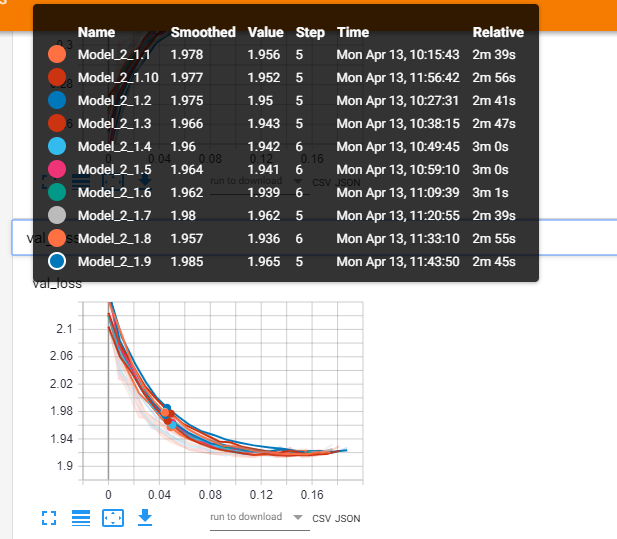 Name Smoothed Value Step Time Relative
Model_2_1.1 1.978 1.956 5 Mon Apr 13, 10:15:43 2m 39s
Model_2_1.10 1.977 1.952 5 Mon Apr 13, 11:56:42 2m 56s
Model_2_1.2 1.975 1.95 5 Mon Apr 13, 10:27:31 2m 41s
Model_2_1.3 1.966 1.943 5 Mon Apr 13, 10:38:15 2m 47s
Model_2_1.4 1.96 1.942 6 Mon Apr 13, 10:49:45 3m 0s
0.04 0.08 0.12 0.16
Model_2_1.5 1.964 1.941 6 Mon Apr 13, 10:59:10 3m 0s
run to download CSV JSON
Model_2_1.6 1.962 1.939 6 Mon Apr 13, 11:09:39 3m 1s
Model_2_1.7 1.98 1.962 5 Mon Apr 13, 11:20:55 2m 39s
Model_2_1.8 1.957 1.936 6 Mon Apr 13, 11:33:10 2m 55s
Model_2_1.9 1.985 1.965 5 Mon Apr 13, 11:43:50 2m 45s
val_loss
2.1
2.06
2.02
1.98
1.94
1.9
0 0.04 0.08 0.12 0.16
run to download CSV JSON